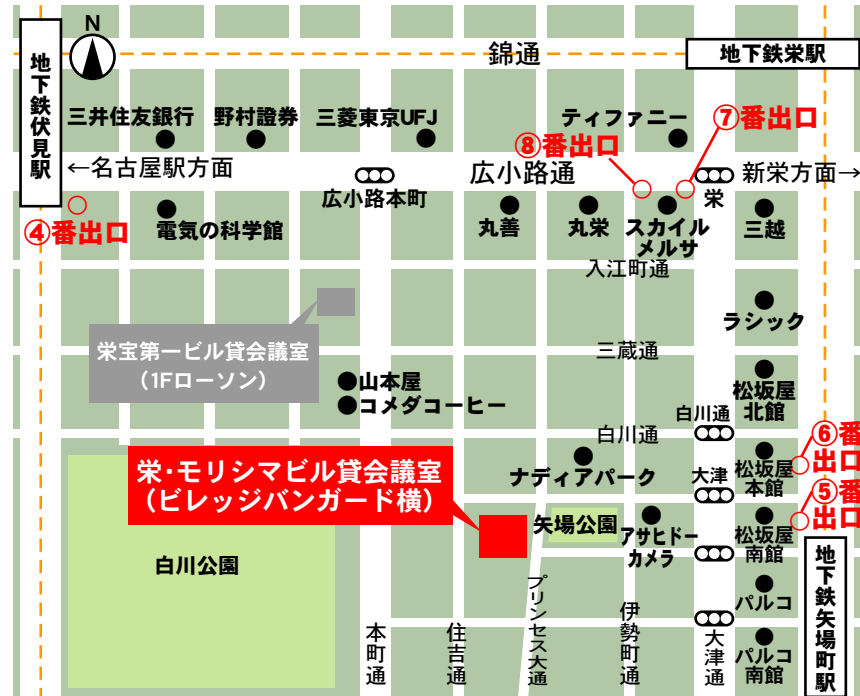 N
錦通
地下鉄栄駅
地下鉄伏見駅
三井住友銀行
野村證券
三菱東京UFJ
ティファニー
⑦番出口
⑧番出口
←名古屋駅方面
広小路通
栄
新栄方面→
広小路本町
④番出口
電気の科学館
丸善
丸栄
スカイル
メルサ
三越
入江町通
ラシック
栄宝第一ビル貸会議室
（1Fローソン）
三蔵通
山本屋
コメダコーヒー
松坂屋
北館
白川通
白川通
⑥番
出口
栄・モリシマビル貸会議室
（ビレッジバンガード横）
ナディアパーク
大津
松坂屋
本館
⑤番
出口
矢場公園
アサヒドー
カメラ
松坂屋
南館
白川公園
地下鉄矢場町駅
パルコ
パルコ
南館
本町通
住吉通
プリンセス大通
伊勢町通
大津通